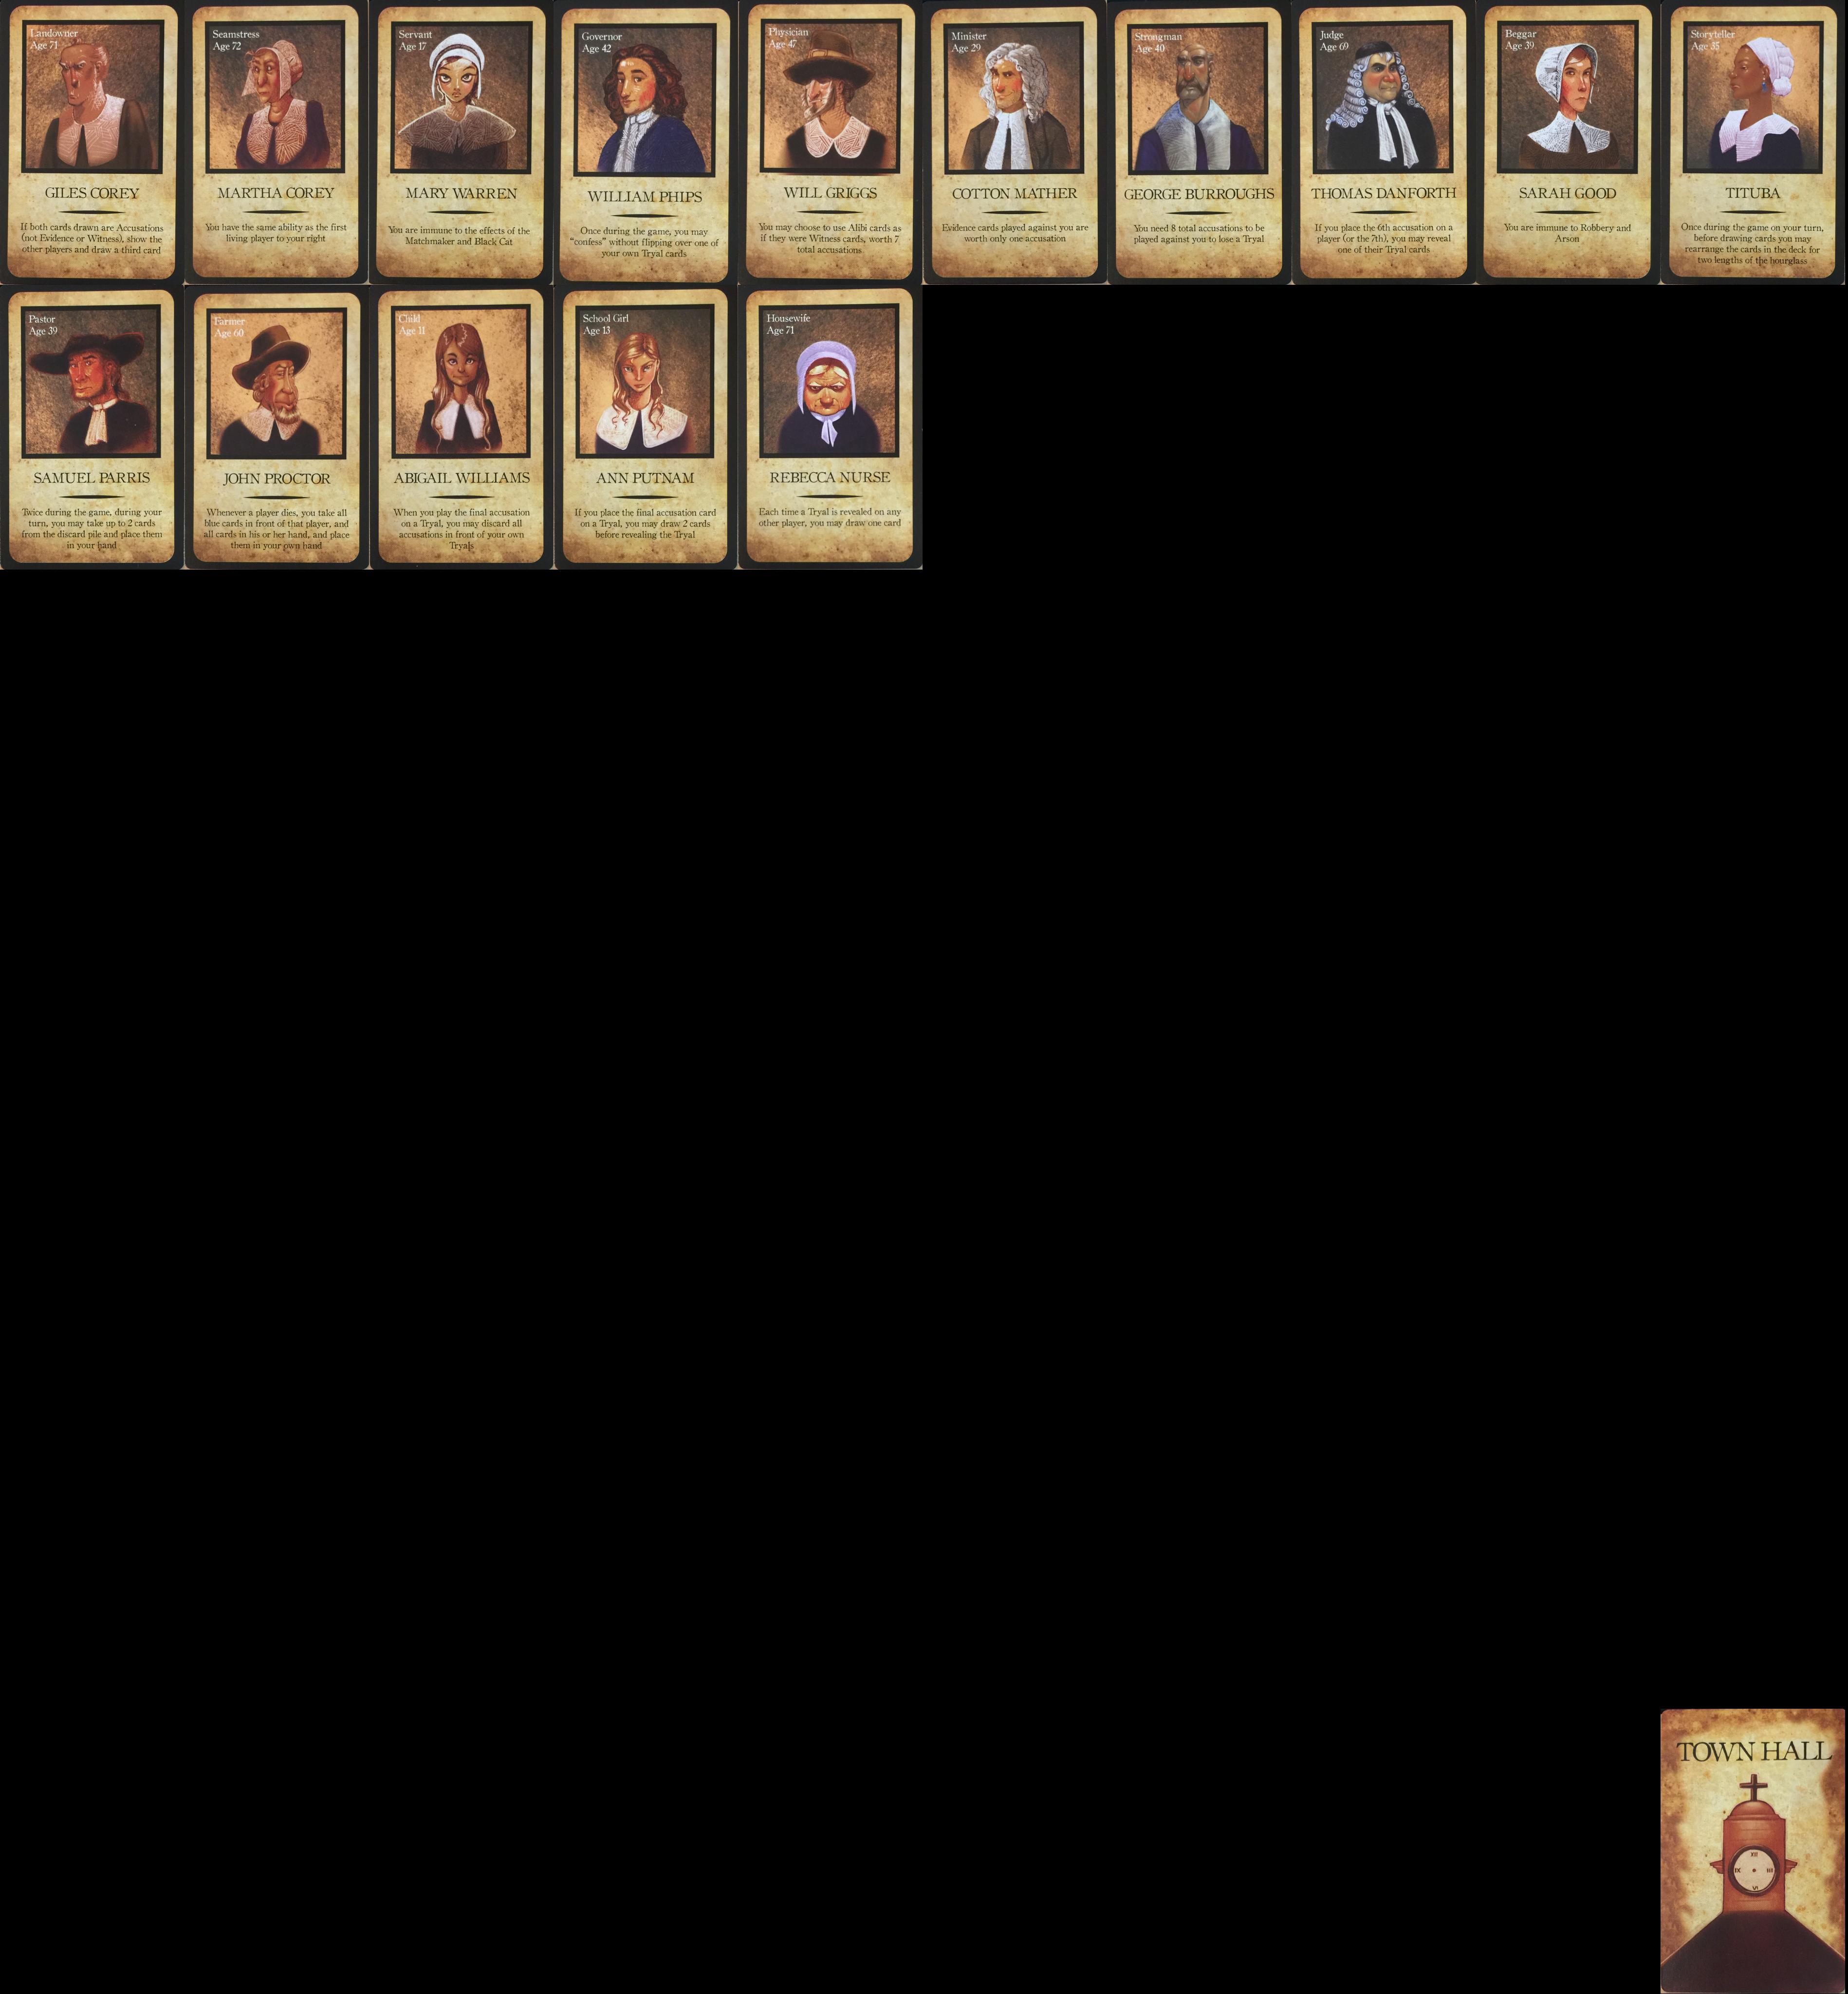 Landowner
Age 71
GILES COREY
If both cards drawn are Accusations
(not Evidence or Witness), show the
other players and draw a third card
Seamstress
Age 72
MARTHA COREY
You have the same ability as the first
living player to your right
Servant
Age 17
MARY WARREN
You are immune to the effects of the
Matchmaker and Black Cat
Governor
Age 42
WILLIAM PHIPS
Once during the game, you may
"confess" without flipping over one of
your own Tryal cards
Physician
Age 47
WILL GRIGGS
You may choose to use Alibi cards as
if they were Witness cards, worth 7
total accusations
Minister
Age 29
COTTON MATHER
Evidence cards played against you are
worth only one accusation
Strongman
Age 40
GEORGE BURROUGHS
You need 8 total accusations to be
played against you to lose a Tryal
Judge
Age 69
THOMAS DANFORTH
If you place the 6th accusation on a
player (or the 7th), you may reveal
one of their Tryal cards
Beggar
Age 39
SARAH GOOD
You are immune to Robbery and
Arson
Storyteller
Age 35
TITUBA
Once during the game on your turn,
before drawing cards you may
rearrange the cards in the deck for
two lengths of the hourglass
Pastor
Age 39
SAMUEL PARRIS
Twice during the game, during your
turn, you may take up to 2 cards
from the discard pile and place them
in your hand
Farmer
Age 60
JOHN PROCTOR
Whenever a player dies, you take all
blue cards in front of that player, and
all cards in his or her hand, and place
them in your own hand
Child
Age 11
ABIGAIL WILLIAMS
When you play the final accusation
on a Tryal, you may discard all
accusations in front of your own
Tryals
School Girl
Age 13
ANN PUTNAM
If you place the final accusation card
on a Tryal, you may draw 2 cards
before revealing the Tryal
Housewife
Age 71
REBECCA NURSE
Each time a Tryal is revealed on any
other player, you may draw one card
TOWN HALL
XII
IX
III
VI